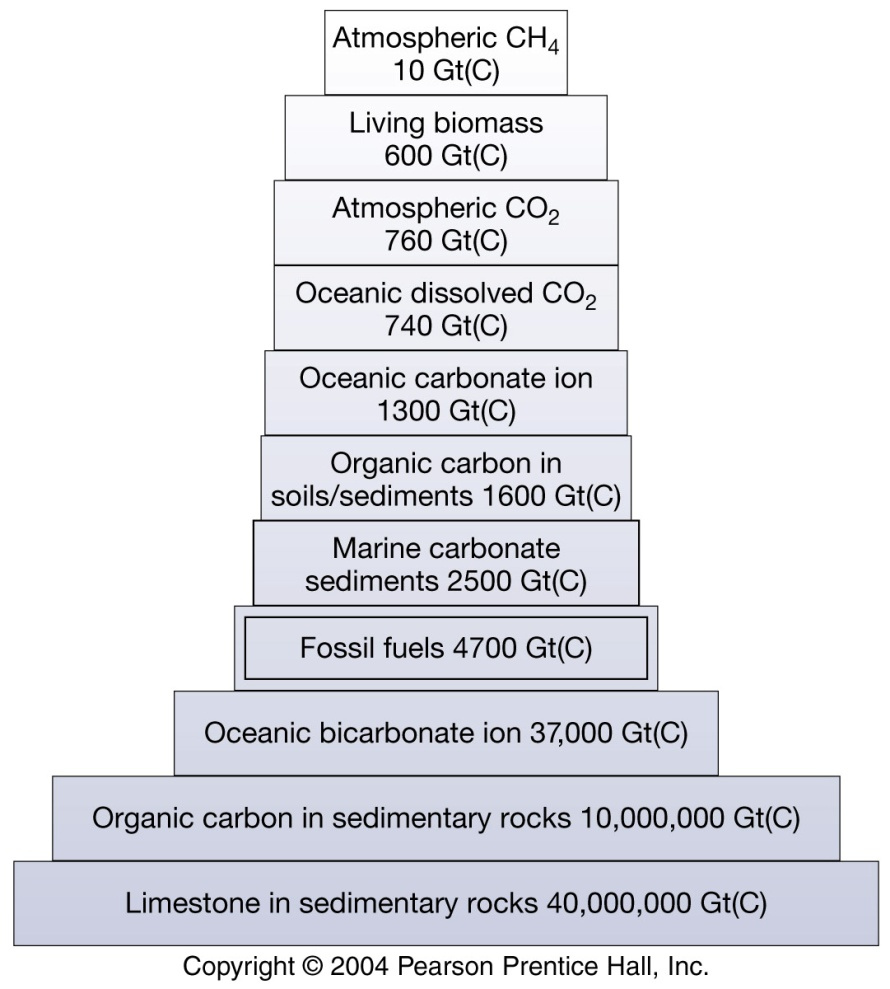 Atmospheric CH₄
10 Gt(C)
Living biomass
600 Gt(C)
Atmospheric CO₂
760 Gt(C)
Oceanic dissolved CO₂
740 Gt(C)
Oceanic carbonate ion
1300 Gt(C)
Organic carbon in
soils/sediments 1600 Gt(C)
Marine carbonate
sediments 2500 Gt(C)
Fossil fuels 4700 Gt(C)
Oceanic bicarbonate ion 37,000 Gt(C)
Organic carbon in sedimentary rocks 10,000,000 Gt(C)
Limestone in sedimentary rocks 40,000,000 Gt(C)
Copyright © 2004 Pearson Prentice Hall, Inc.